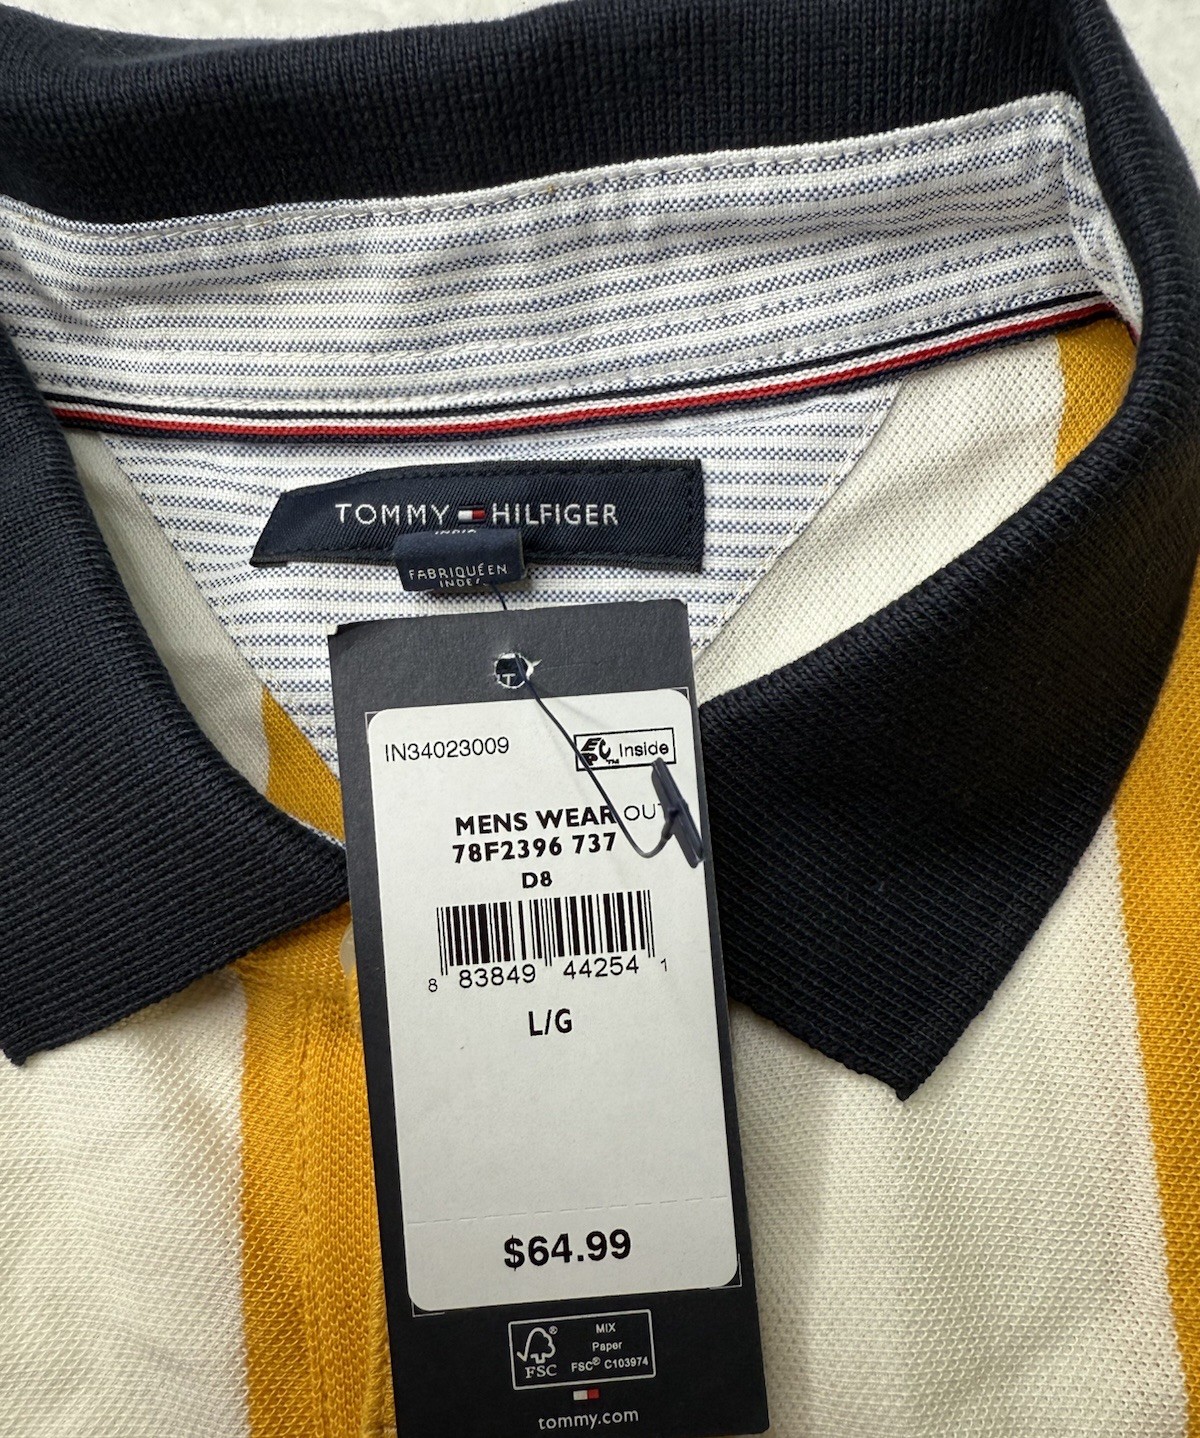 TOMMY HILFIGER
FABRIQUÉ EN
IN34023009
EPC™ Inside
MENS WEAR
78F2396 737
D8
8 83849 44254 1
L/G
$64.99
FSC
MIX
Paper
FSC® C103974
tommy.com